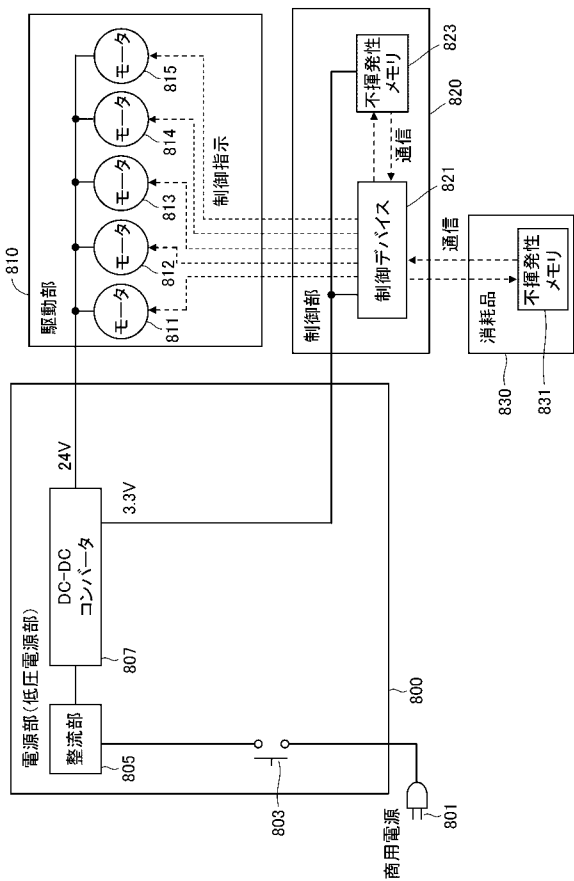 電源部(低圧電源部)
整流部
805
DC-DC
コンバータ
807
24V
3.3V
803
800
商用電源
801
駆動部
810
モータ
811
モータ
812
モータ
813
モータ
814
モータ
815
制御指示
制御部
制御デバイス
821
通信
不揮発性
メモリ
823
820
通信
消耗品
830
不揮発性
メモリ
831